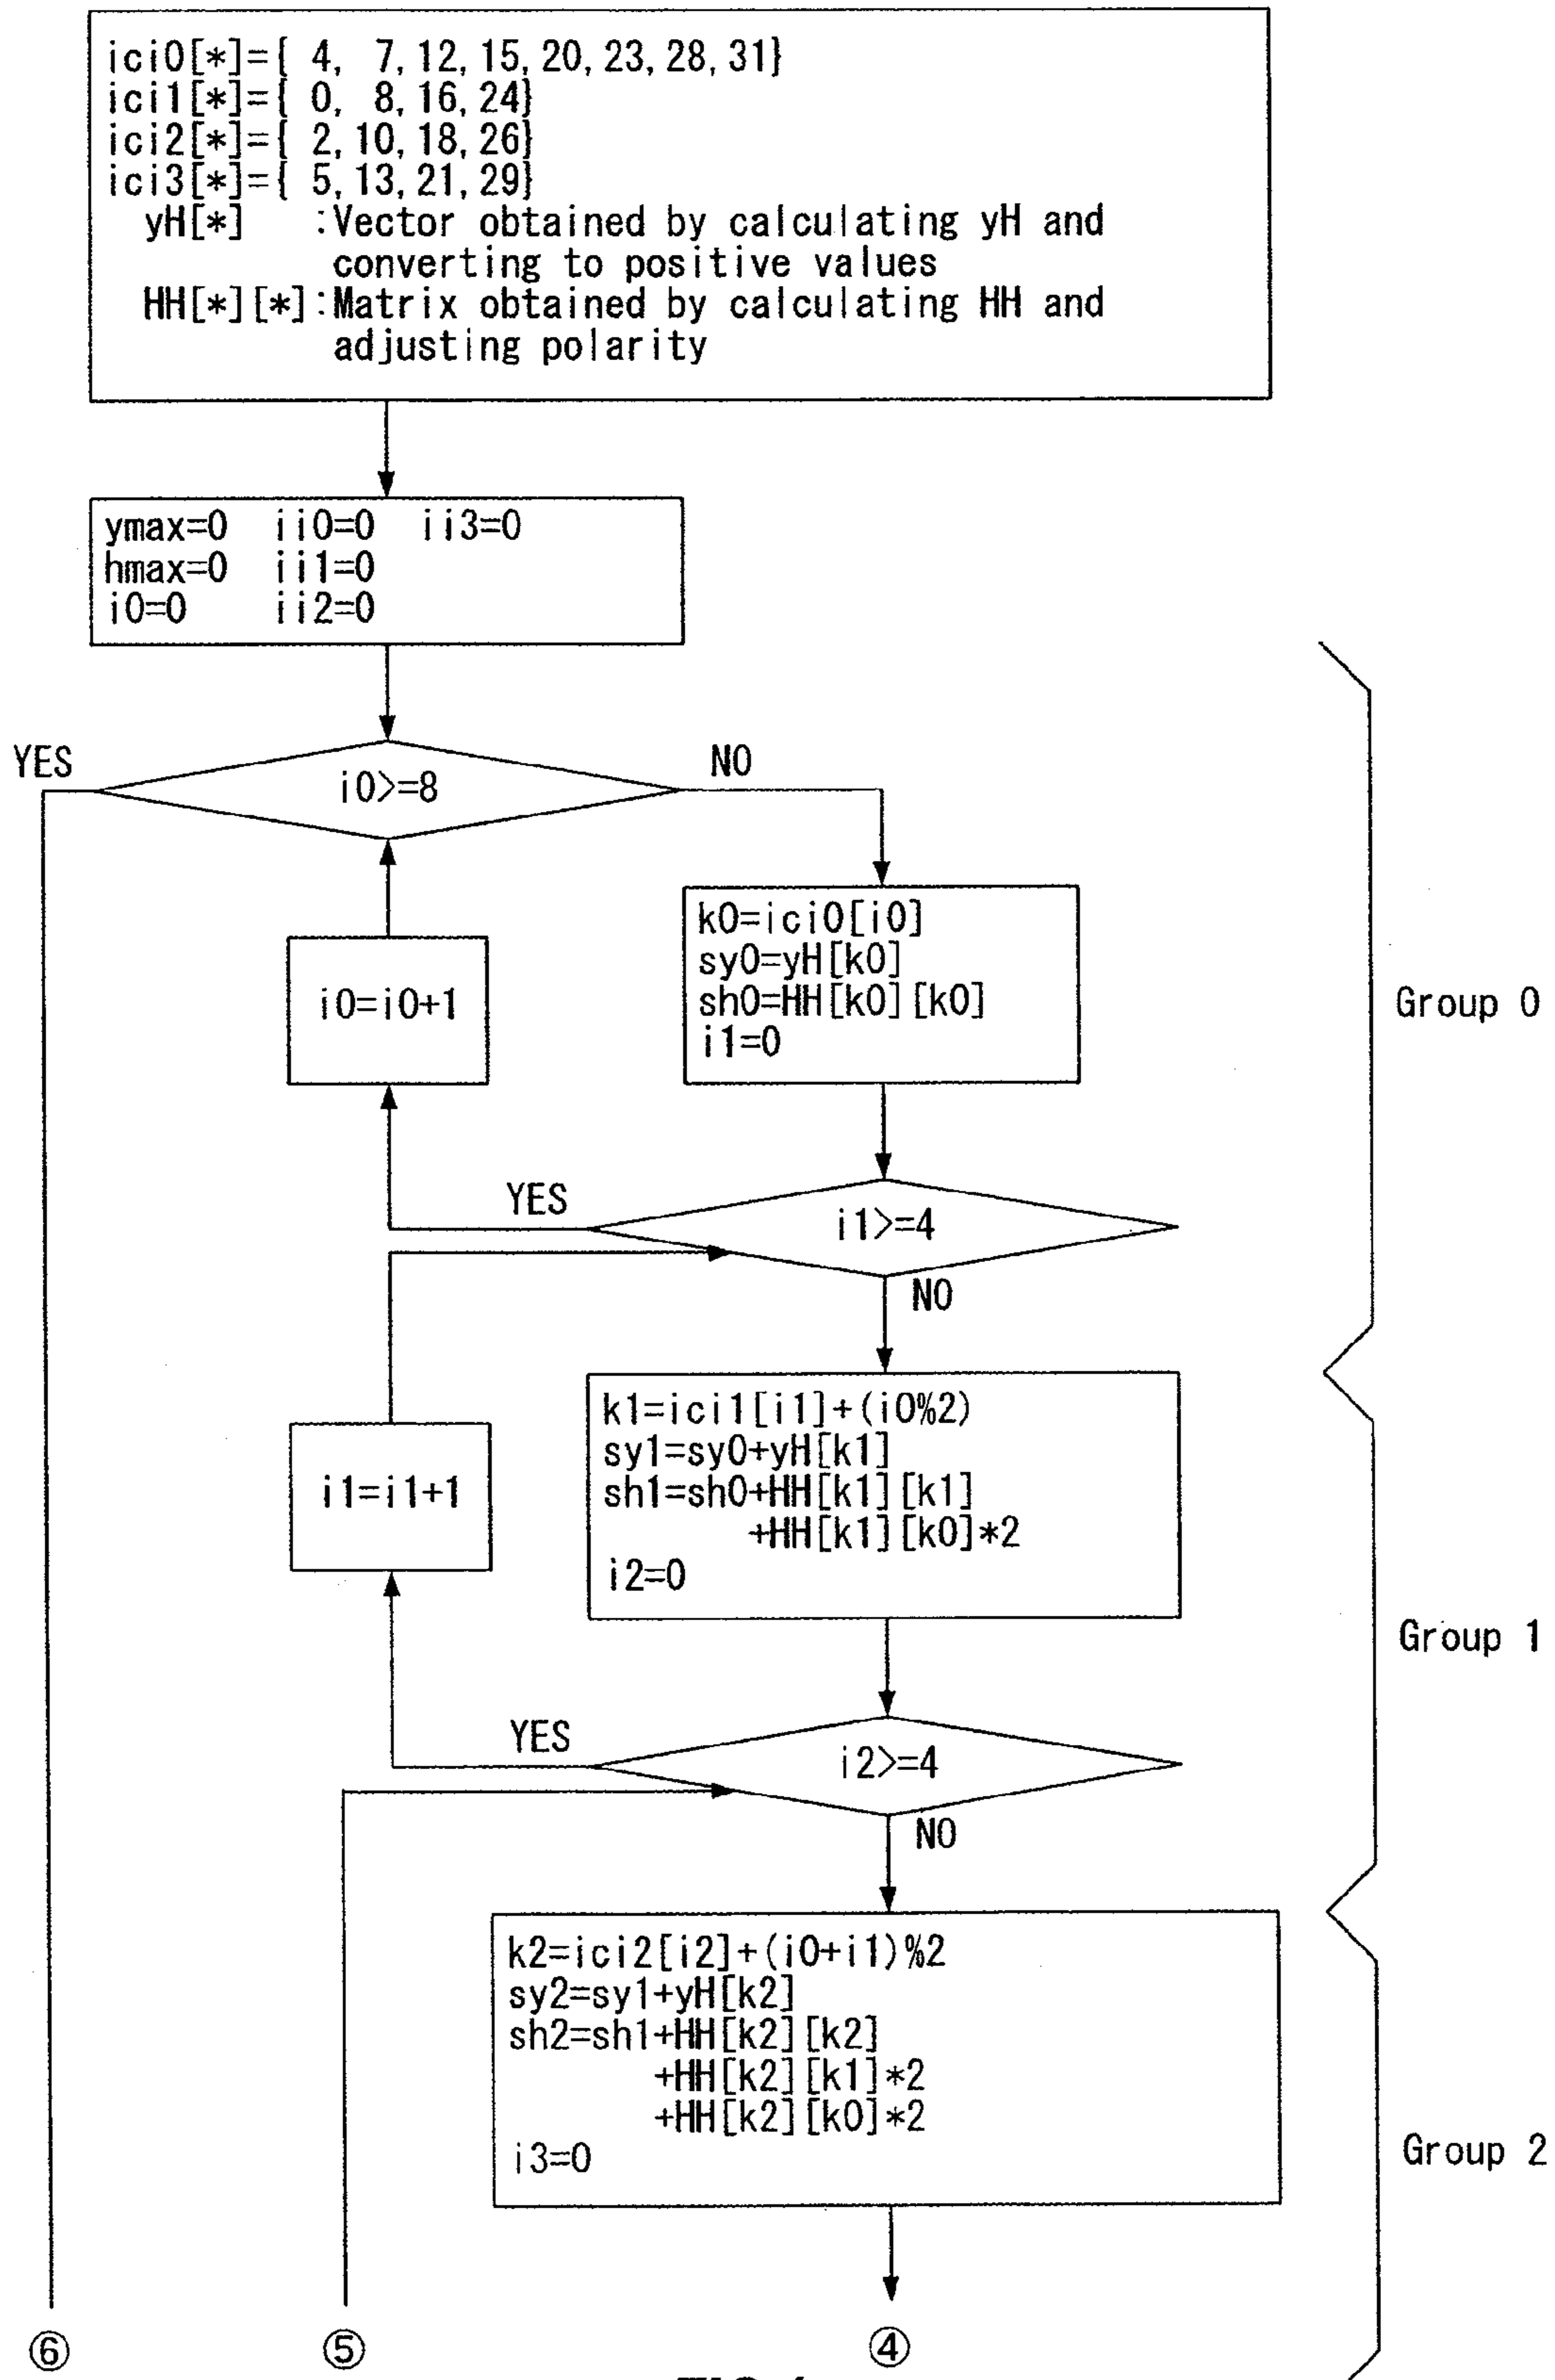 ici0[*]={ 4, 7, 12, 15, 20, 23, 28, 31}
ici1[*]={ 0, 8, 16, 24}
ici2[*]={ 2, 10, 18, 26}
ici3[*]={ 5, 13, 21, 29}
yH[*] :Vector obtained by calculating yH and
converting to positive values
HH[*][*]:Matrix obtained by calculating HH and
adjusting polarity
ymax=0 ii0=0 ii3=0
hmax=0 ii1=0
i0=0 ii2=0
YES
i0>=8
NO
k0=ici0[i0]
sy0=yH[k0]
sh0=HH[k0][k0]
i1=0
i0=i0+1
Group 0
YES
i1>=4
NO
k1=ici1[i1]+(i0%2)
sy1=sy0+yH[k1]
sh1=sh0+HH[k1][k1]
+HH[k1][k0]*2
i2=0
i1=i1+1
Group 1
YES
i2>=4
NO
k2=ici2[i2]+(i0+i1)%2
sy2=sy1+yH[k2]
sh2=sh1+HH[k2][k2]
+HH[k2][k1]*2
+HH[k2][k0]*2
i3=0
Group 2
⑥ ⑤ ④